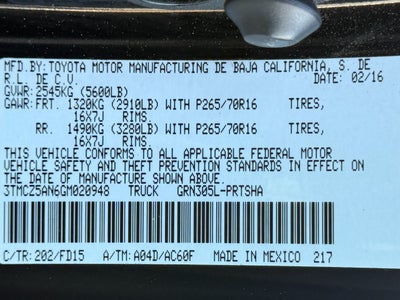 MFD.BY:TOYOTA MOTOR MANUFACTURING DE BAJA CALIFORNIA, S. DE
R.L. DE C.V. DATE: 02/16
GVWR:2545KG (5600LB)
GAWR:FRT. 1320KG (2910LB) WITH P265/70R16 TIRES,
16X7J RIMS.
RR. 1490KG (3280LB) WITH P265/70R16 TIRES,
16X7J RIMS.
THIS VEHICLE CONFORMS TO ALL APPLICABLE FEDERAL MOTOR
VEHICLE SAFETY AND THEFT PREVENTION STANDARDS IN EFFECT ON
THE DATE OF MANUFACTURE SHOWN ABOVE.
3TMCZ5AN6GM020948 TRUCK GRN305L-PRTSHA
C/TR:202/FD15 A/TM:A04D/AC60F MADE IN MEXICO 217